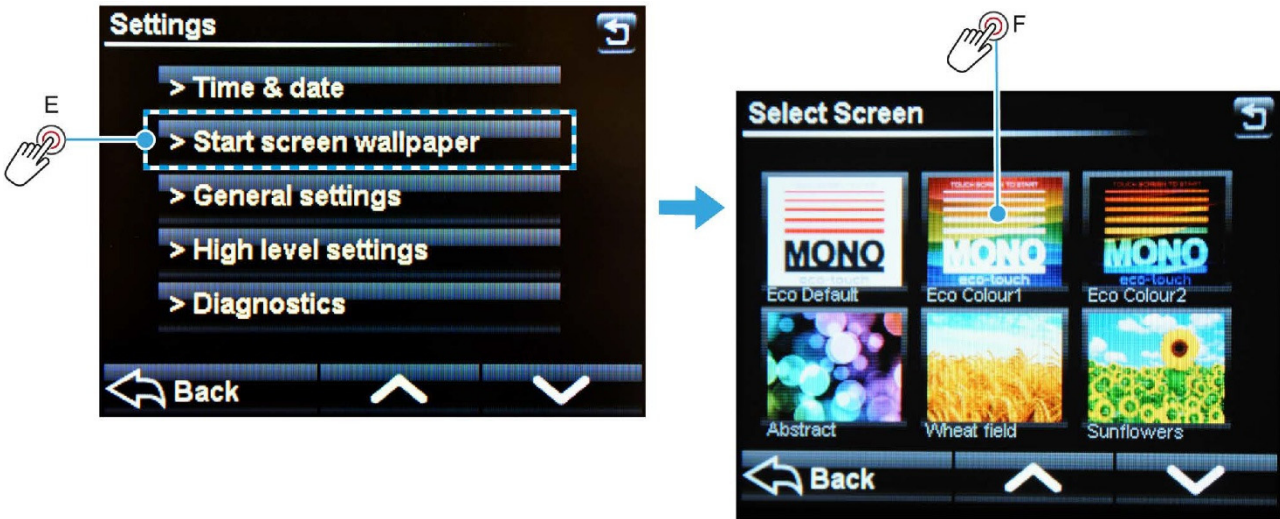 Settings
> Time & date
E
> Start screen wallpaper
> General settings
> High level settings
> Diagnostics
Back
F
Select Screen
MONO
eco-touch
Eco Default
TOUCH SCREEN TO START
MONO
eco-touch
Eco Colour1
TOUCH SCREEN TO START
MONO
eco-touch
Eco Colour2
Abstract
Wheat field
Sunflowers
Back